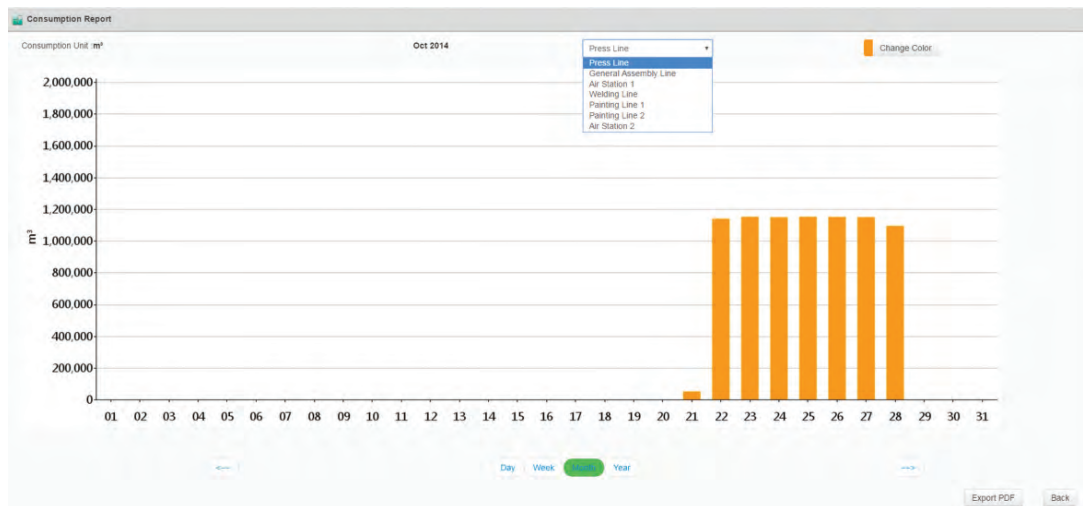 Consumption Report
Consumption Unit :m³
Oct 2014
Press Line
Change Color
Press Line
General Assembly Line
Air Station 1
Welding Line
Painting Line 1
Painting Line 2
Air Station 2
2,000,000
1,800,000
1,600,000
1,400,000
1,200,000
1,000,000
800,000
600,000
400,000
200,000
0
m³
01 02 03 04 05 06 07 08 09 10 11 12 13 14 15 16 17 18 19 20 21 22 23 24 25 26 27 28 29 30 31
<--- Day Week Month Year --->
Export PDF Back